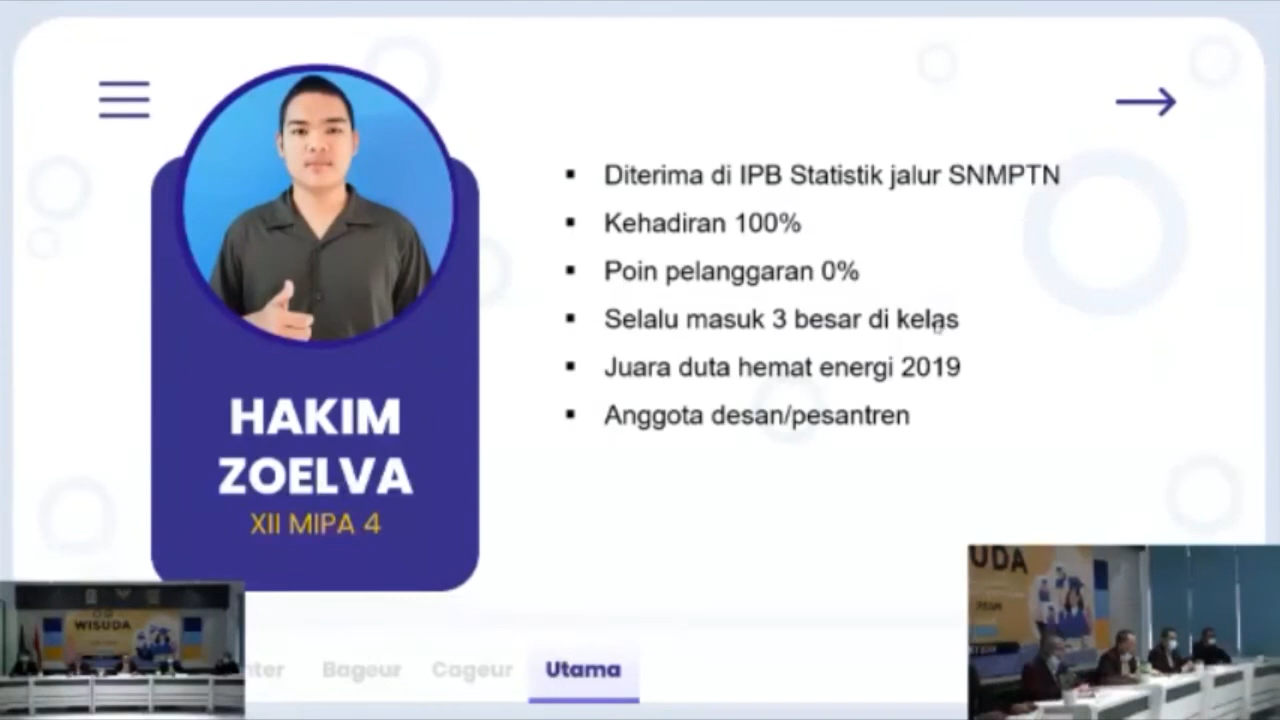 Diterima di IPB Statistik jalur SNMPTN
Kehadiran 100%
Poin pelanggaran 0%
Selalu masuk 3 besar di kelas
Juara duta hemat energi 2019
Anggota desan/pesantren
HAKIM
ZOELVA
XII MIPA 4
Bageur
Cageur
Utama
WISUDA